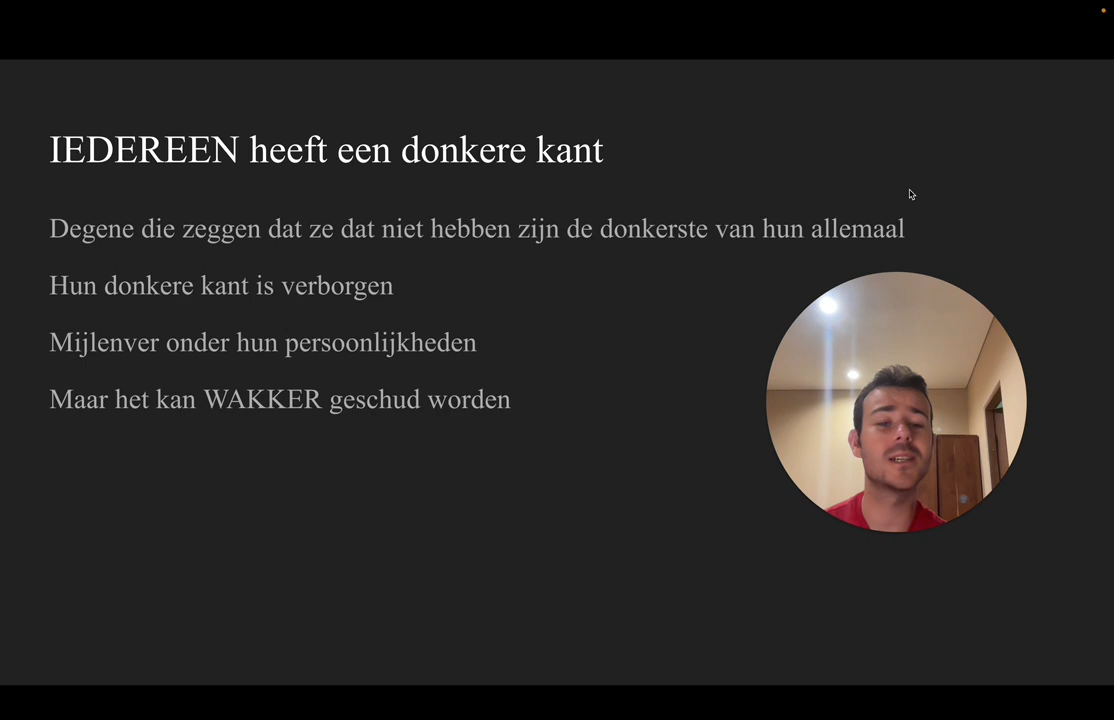 IEDEREEN heeft een donkere kant
Degene die zeggen dat ze dat niet hebben zijn de donkerste van hun allemaal
Hun donkere kant is verborgen
Mijlenver onder hun persoonlijkheden
Maar het kan WAKKER geschud worden